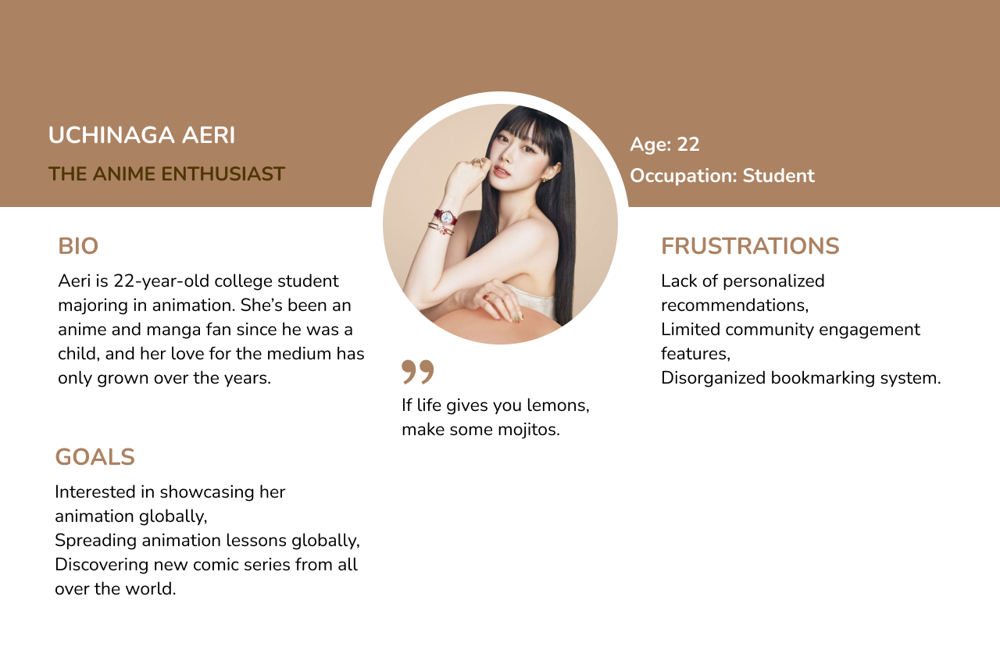 UCHINAGA AERI
THE ANIME ENTHUSIAST
Age: 22
Occupation: Student
BIO
Aeri is 22-year-old college student
majoring in animation. She’s been an
anime and manga fan since he was a
child, and her love for the medium has
only grown over the years.
GOALS
Interested in showcasing her
animation globally,
Spreading animation lessons globally,
Discovering new comic series from all
over the world.
”
If life gives you lemons,
make some mojitos.
FRUSTRATIONS
Lack of personalized
recommendations,
Limited community engagement
features,
Disorganized bookmarking system.